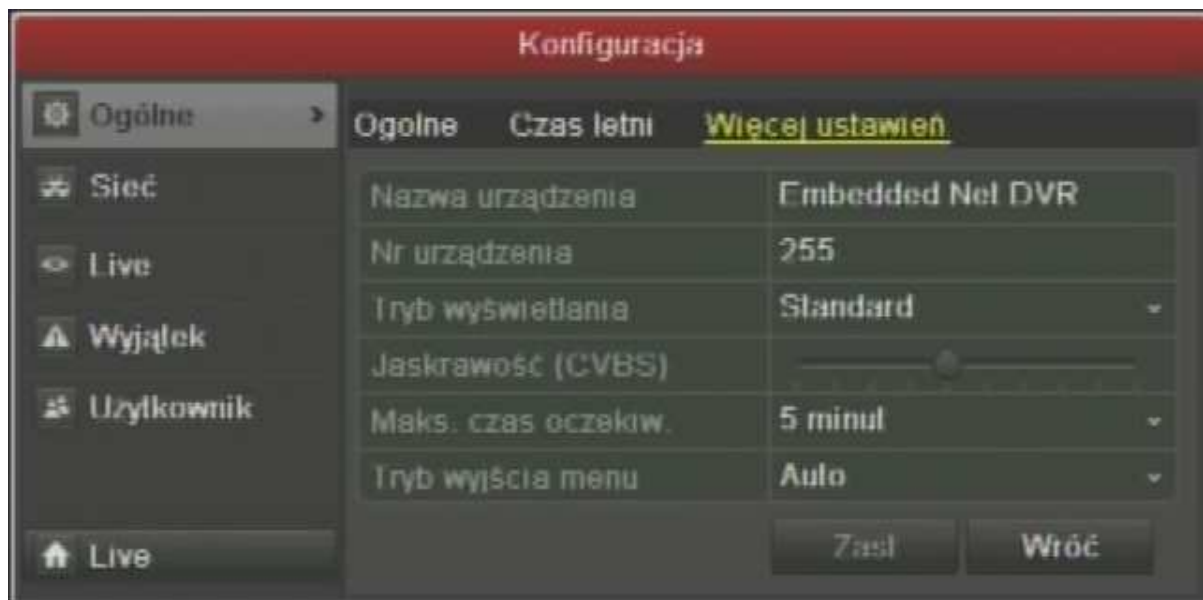 Konfiguracja
Ogólne
Sieć
Live
Wyjątek
Użytkownik
Live
Ogolne Czas letni Więcej ustawień
Nazwa urządzenia Embedded Net DVR
Nr urządzenia 255
Tryb wyświetlania Standard
Jaskrawość (CVBS)
Maks. czas oczekiw. 5 minut
Tryb wyjścia menu Auto
Zast Wróć